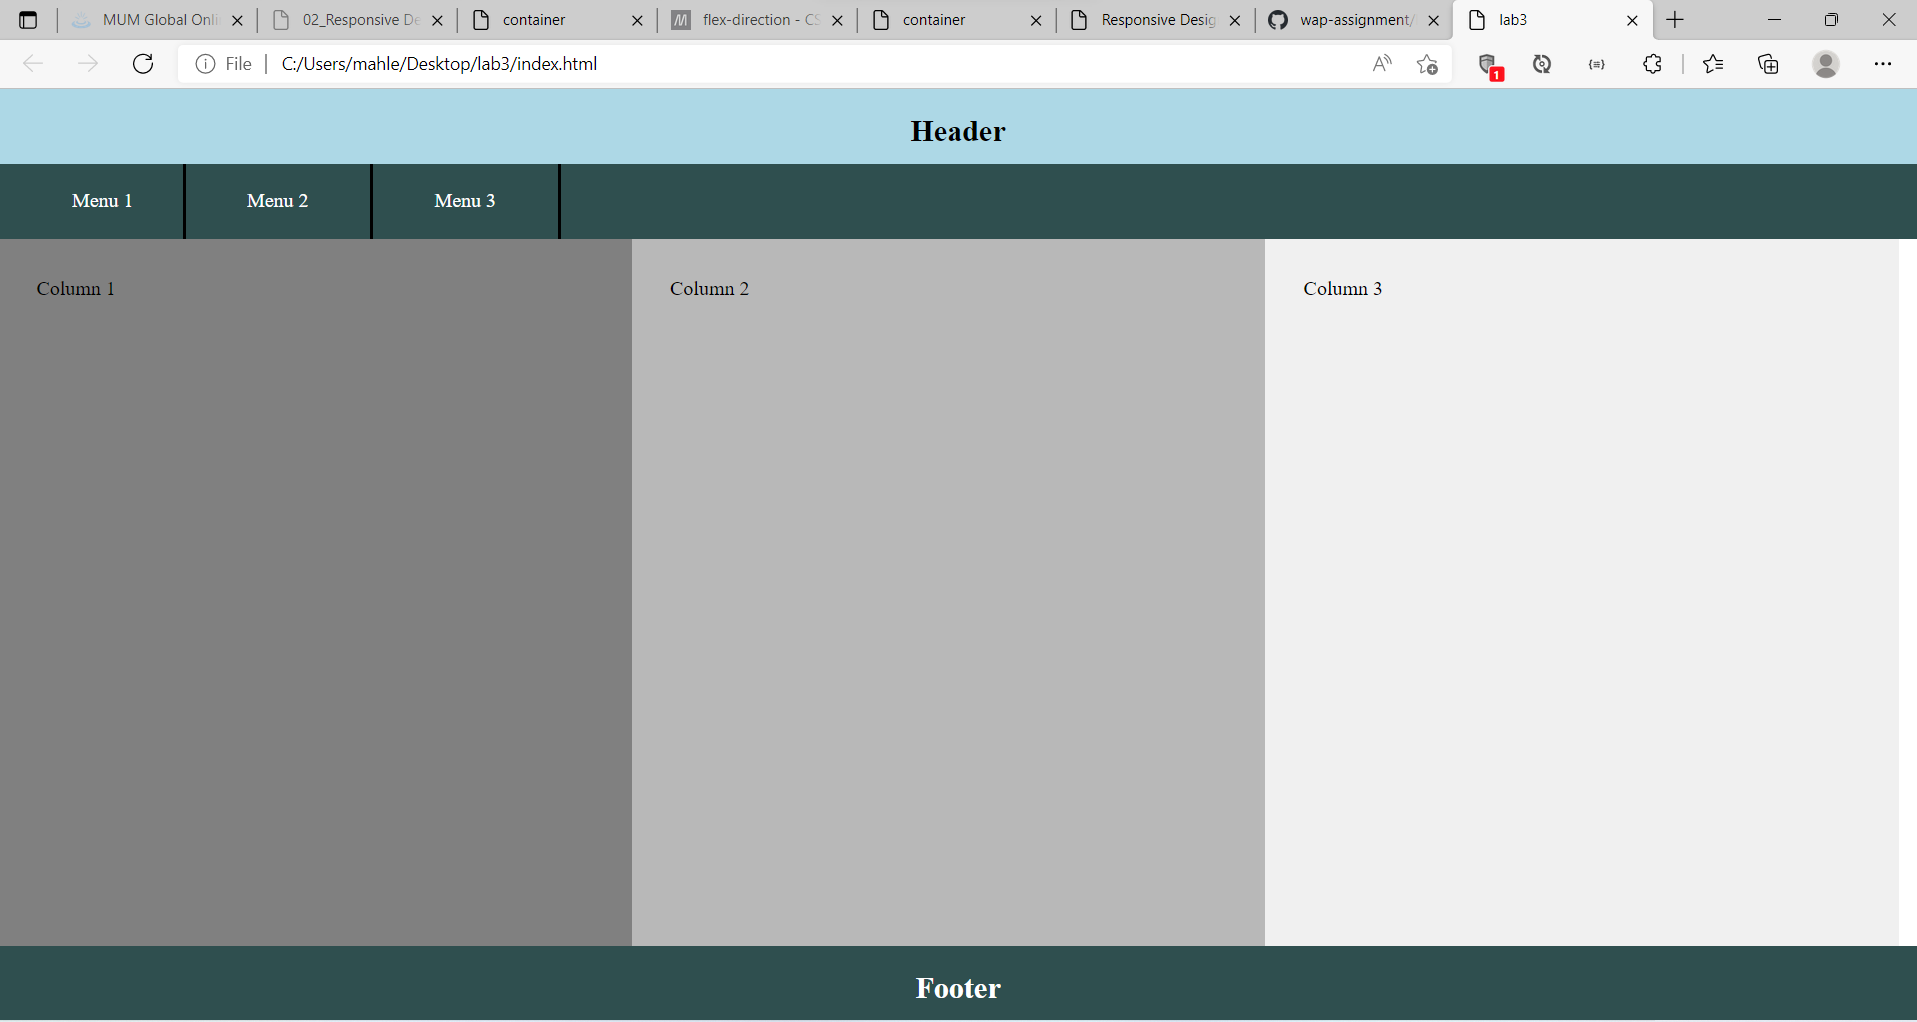 MUM Global Onli
02_Responsive De
container
flex-direction - CS
container
Responsive Desig
wap-assignment/
lab3
File
C:/Users/mahle/Desktop/lab3/index.html
1
Header
Menu 1 Menu 2 Menu 3
Column 1 Column 2 Column 3
Footer